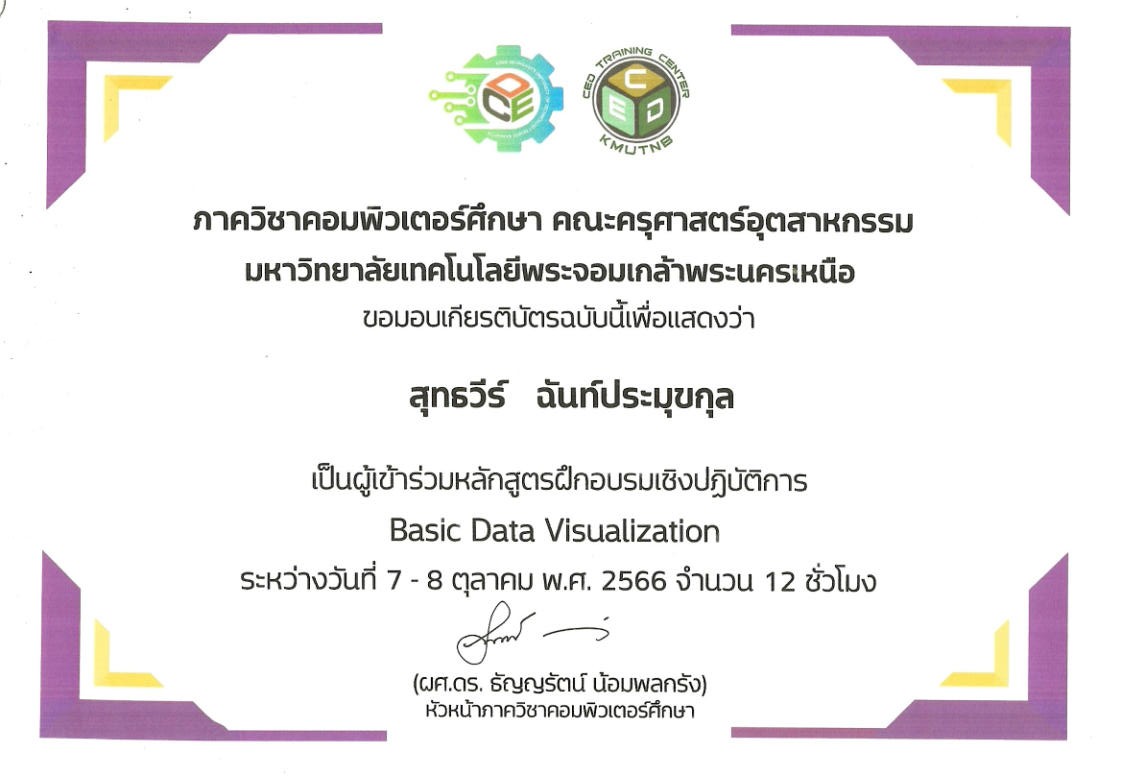 CED TRAINING CENTER
CED
KMUTNB
ภาควิชาคอมพิวเตอร์ศึกษา คณะครุศาสตร์อุตสาหกรรม
มหาวิทยาลัยเทคโนโลยีพระจอมเกล้าพระนครเหนือ
ขอมอบเกียรติบัตรฉบับนี้เพื่อแสดงว่า
สุทธวีร์ ฉันท์ประมุขกุล
เป็นผู้เข้าร่วมหลักสูตรฝึกอบรมเชิงปฏิบัติการ
Basic Data Visualization
ระหว่างวันที่ 7 - 8 ตุลาคม พ.ศ. 2566 จำนวน 12 ชั่วโมง
(ผศ.ดร. ธัญญรัตน์ น้อมพลกรัง)
หัวหน้าภาควิชาคอมพิวเตอร์ศึกษา